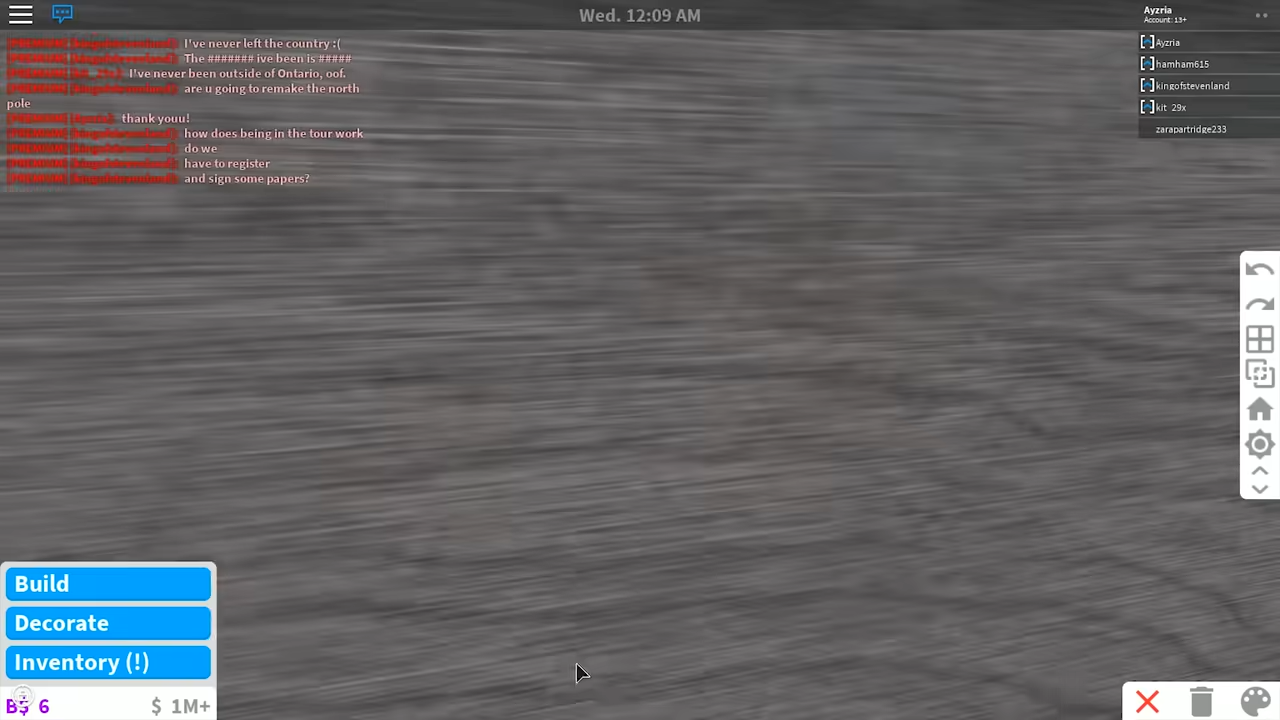 Wed. 12:09 AM
Ayzria
Account: 13+
I've never left the country :(
The ####### ive been is #####
I've never been outside of Ontario, oof.
are u going to remake the north
pole
thank youu!
how does being in the tour work
do we
have to register
and sign some papers?
Ayzria
hamham615
kingofstevenland
kit_29x
zarapartridge233
Build
Decorate
Inventory (!)
B$ 6
$ 1M+